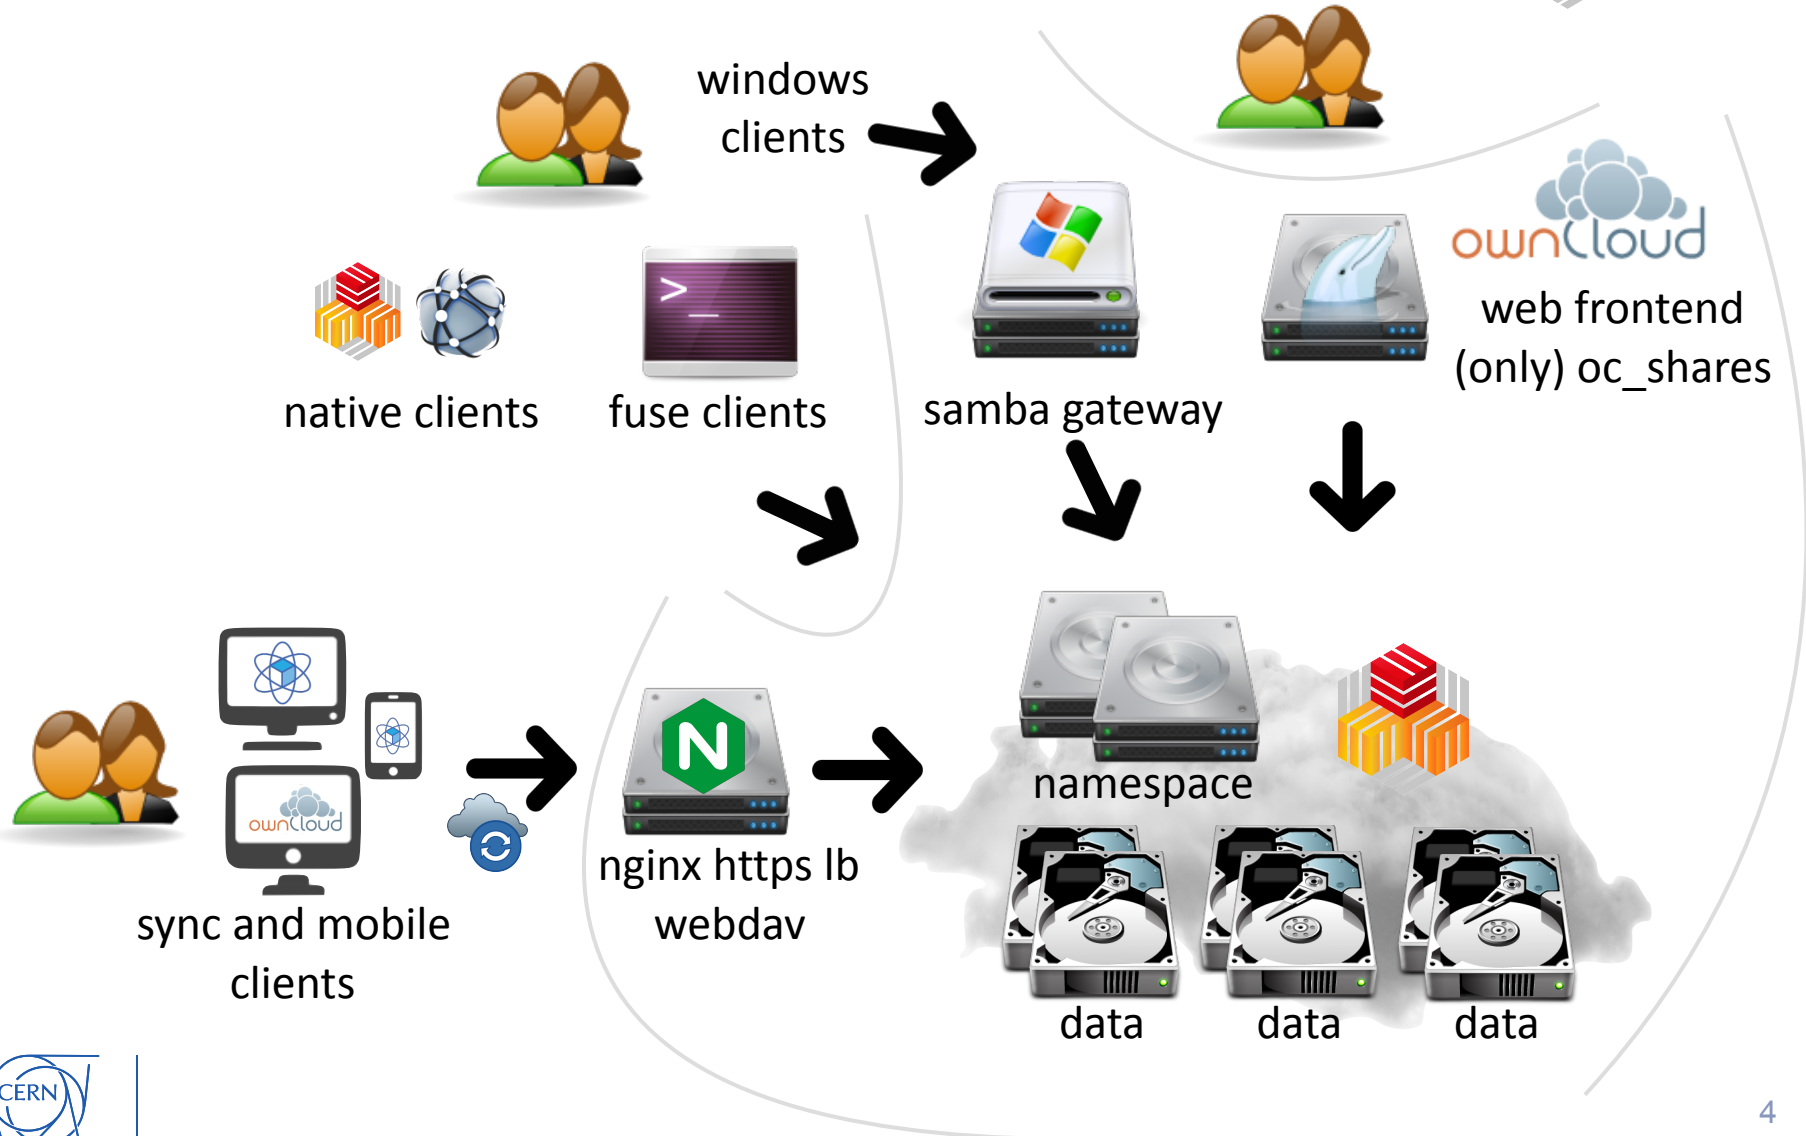 windows
clients
ownCloud
web frontend
(only) oc_shares
>_
native clients
fuse clients
samba gateway
ownCloud
N
namespace
nginx https lb
webdav
sync and mobile
clients
data
data
data
CERN
4